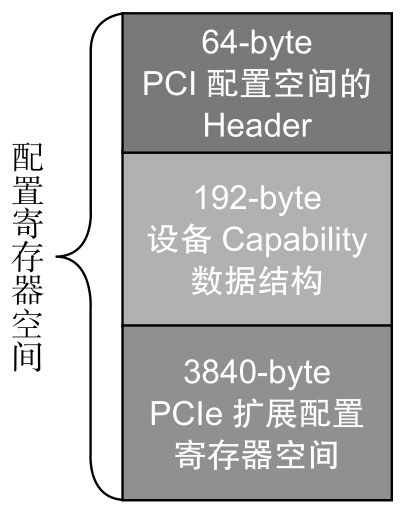 64-byte
PCI 配置空间的
Header
配置寄存器空间
192-byte
设备 Capability
数据结构
3840-byte
PCIe 扩展配置
寄存器空间